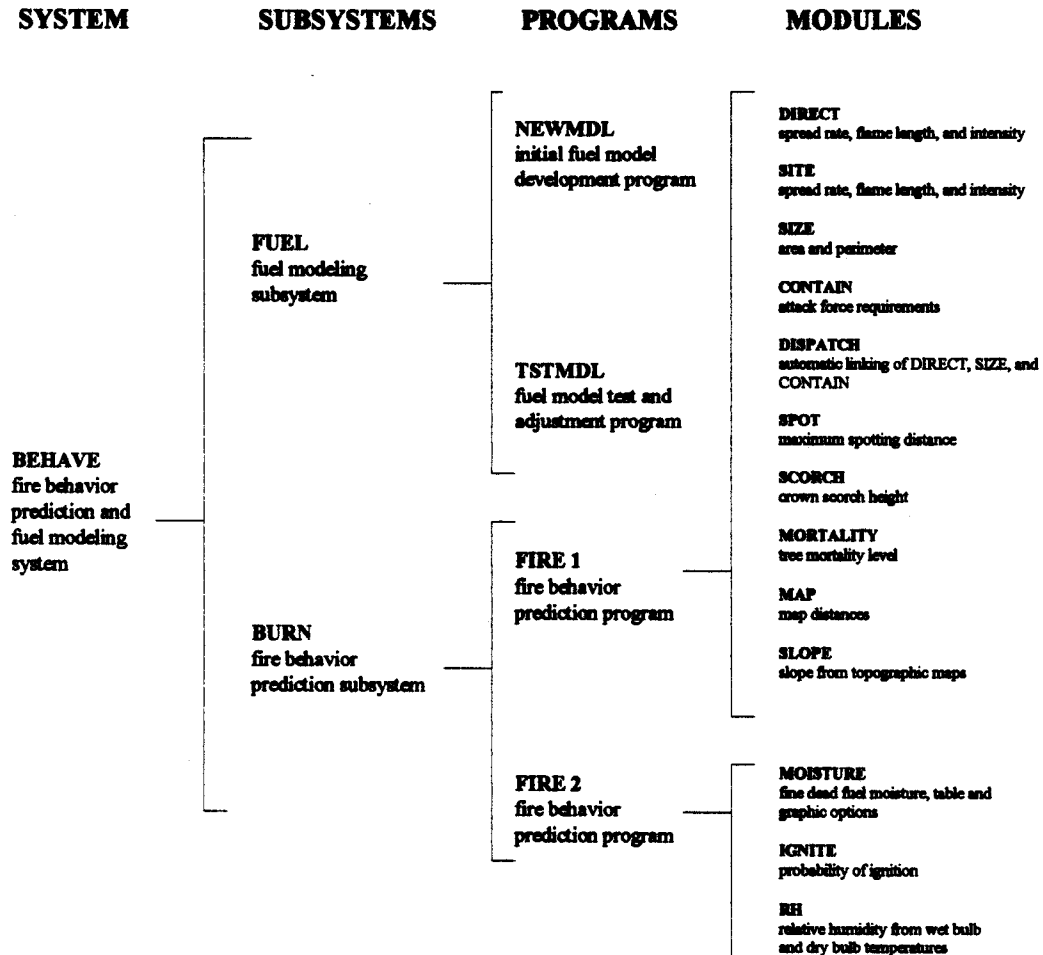 SYSTEM
SUBSYSTEMS
PROGRAMS
MODULES
BEHAVE
fire behavior
prediction and
fuel modeling
system
FUEL
fuel modeling
subsystem
BURN
fire behavior
prediction subsystem
NEWMDL
initial fuel model
development program
TSTMDL
fuel model test and
adjustment program
FIRE 1
fire behavior
prediction program
FIRE 2
fire behavior
prediction program
DIRECT
spread rate, flame length, and intensity
SITE
spread rate, flame length, and intensity
SIZE
area and perimeter
CONTAIN
attack force requirements
DISPATCH
automatic linking of DIRECT, SIZE, and
CONTAIN
SPOT
maximum spotting distance
SCORCH
crown scorch height
MORTALITY
tree mortality level
MAP
map distances
SLOPE
slope from topographic maps
MOISTURE
fine dead fuel moisture, table and
graphic options
IGNITE
probability of ignition
RH
relative humidity from wet bulb
and dry bulb temperatures